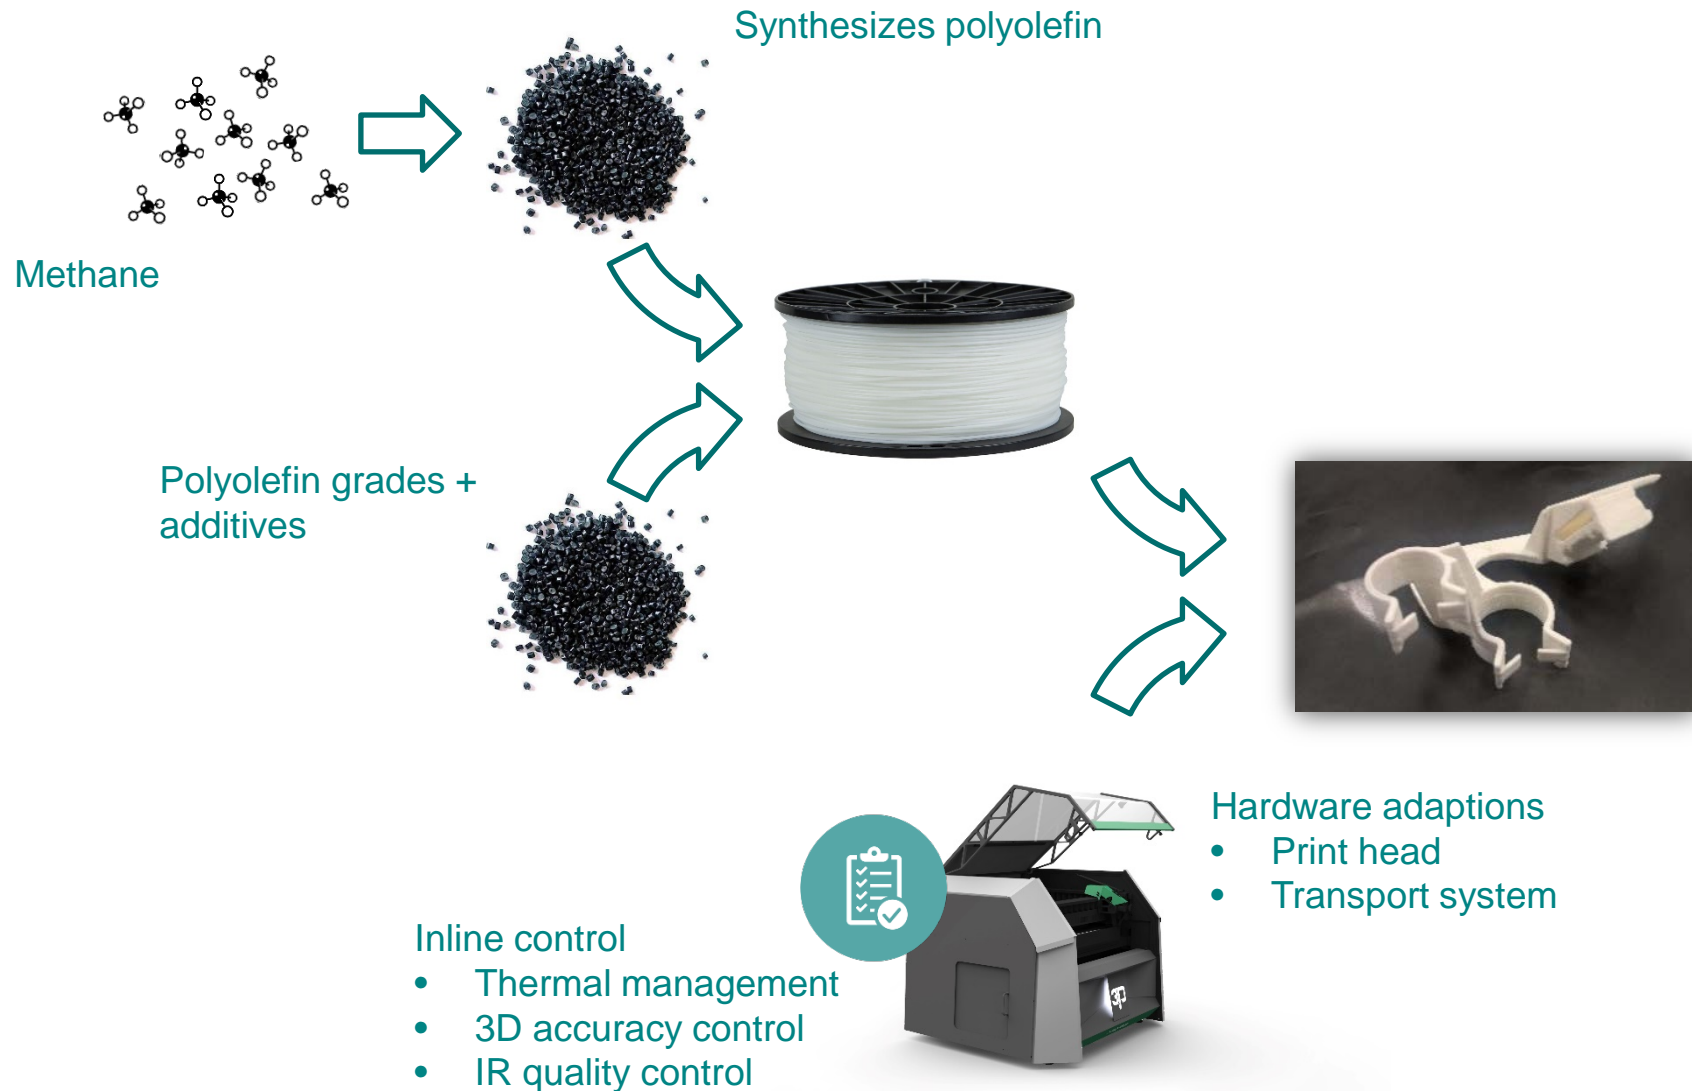 Synthesizes polyolefin
Methane
Polyolefin grades +
additives
Hardware adaptions
• Print head
• Transport system
Inline control
• Thermal management
• 3D accuracy control
• IR quality control